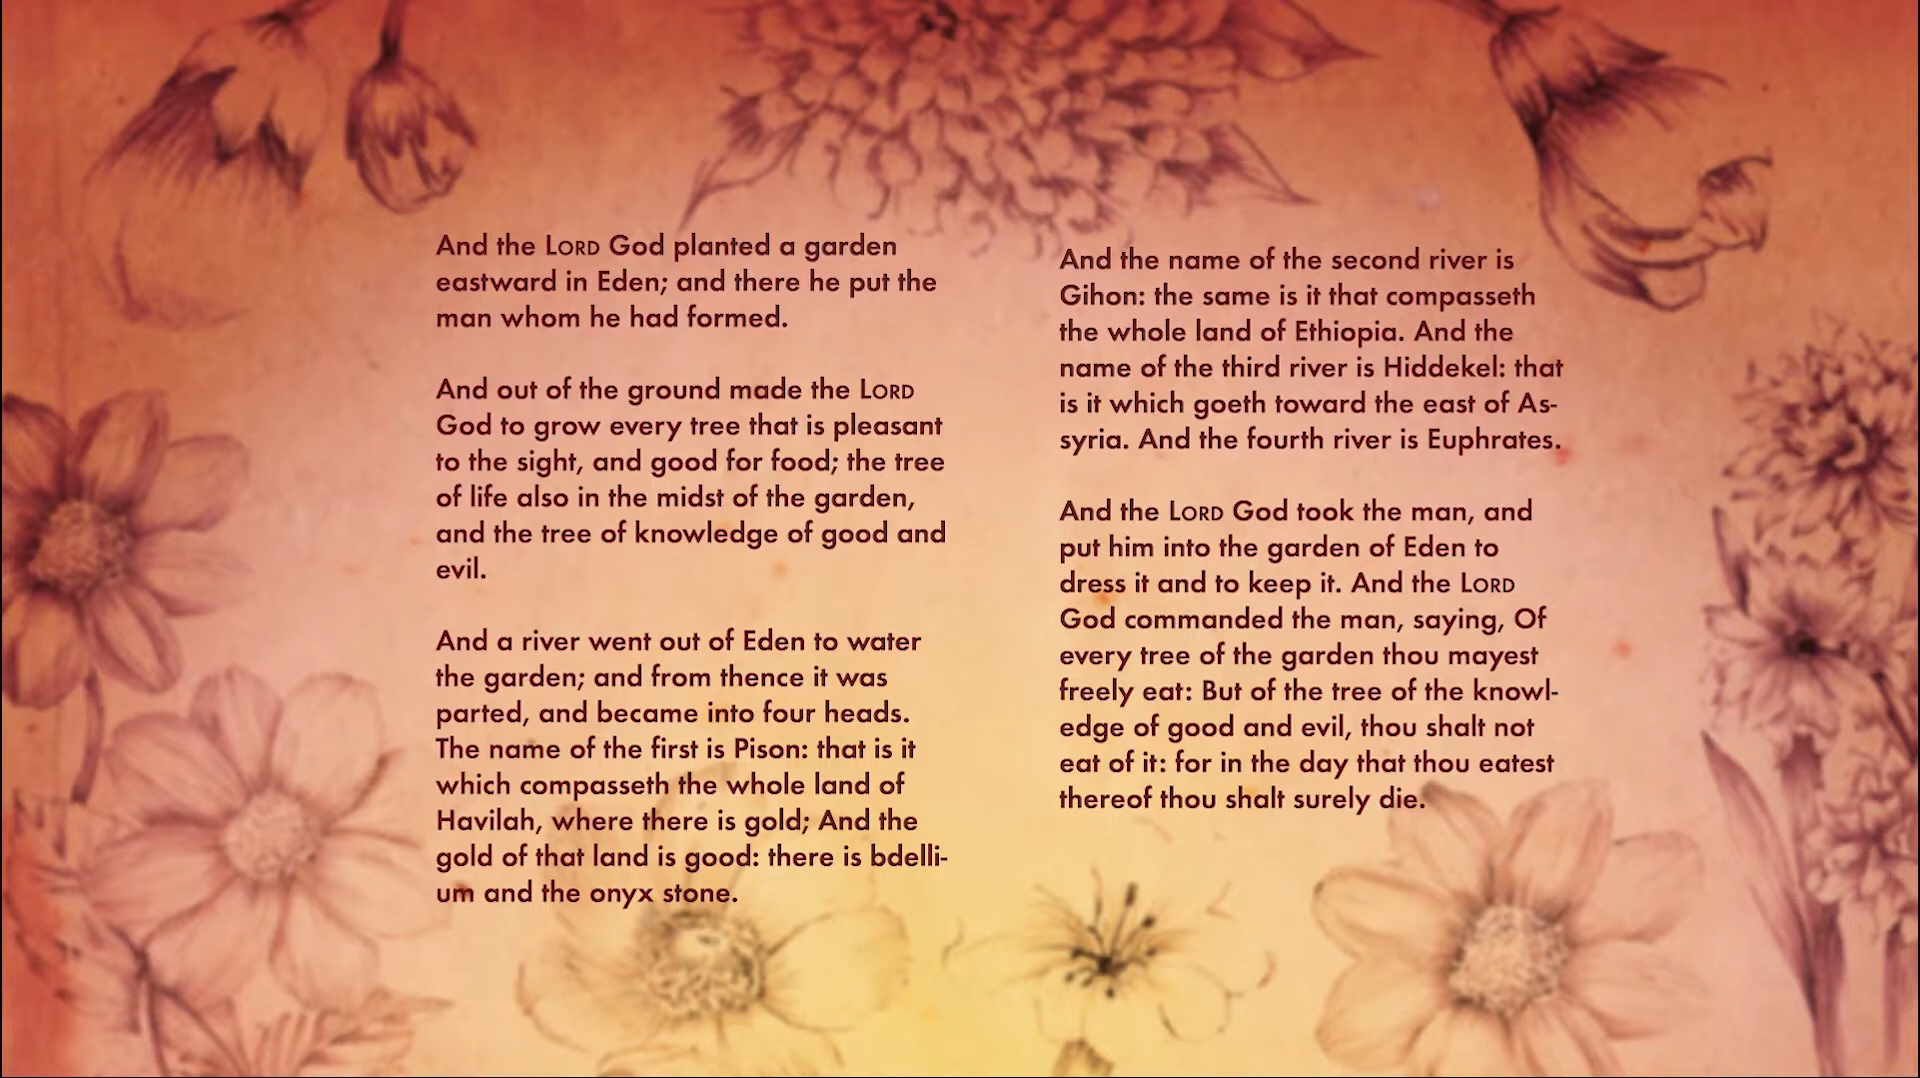 And the LORD God planted a garden
eastward in Eden; and there he put the
man whom he had formed.
And out of the ground made the LORD
God to grow every tree that is pleasant
to the sight, and good for food; the tree
of life also in the midst of the garden,
and the tree of knowledge of good and
evil.
And a river went out of Eden to water
the garden; and from thence it was
parted, and became into four heads.
The name of the first is Pison: that is it
which compasseth the whole land of
Havilah, where there is gold; And the
gold of that land is good: there is bdelli-
um and the onyx stone.
And the name of the second river is
Gihon: the same is it that compasseth
the whole land of Ethiopia. And the
name of the third river is Hiddekel: that
is it which goeth toward the east of As-
syria. And the fourth river is Euphrates.
And the LORD God took the man, and
put him into the garden of Eden to
dress it and to keep it. And the LORD
God commanded the man, saying, Of
every tree of the garden thou mayest
freely eat: But of the tree of the knowl-
edge of good and evil, thou shalt not
eat of it: for in the day that thou eatest
thereof thou shalt surely die.